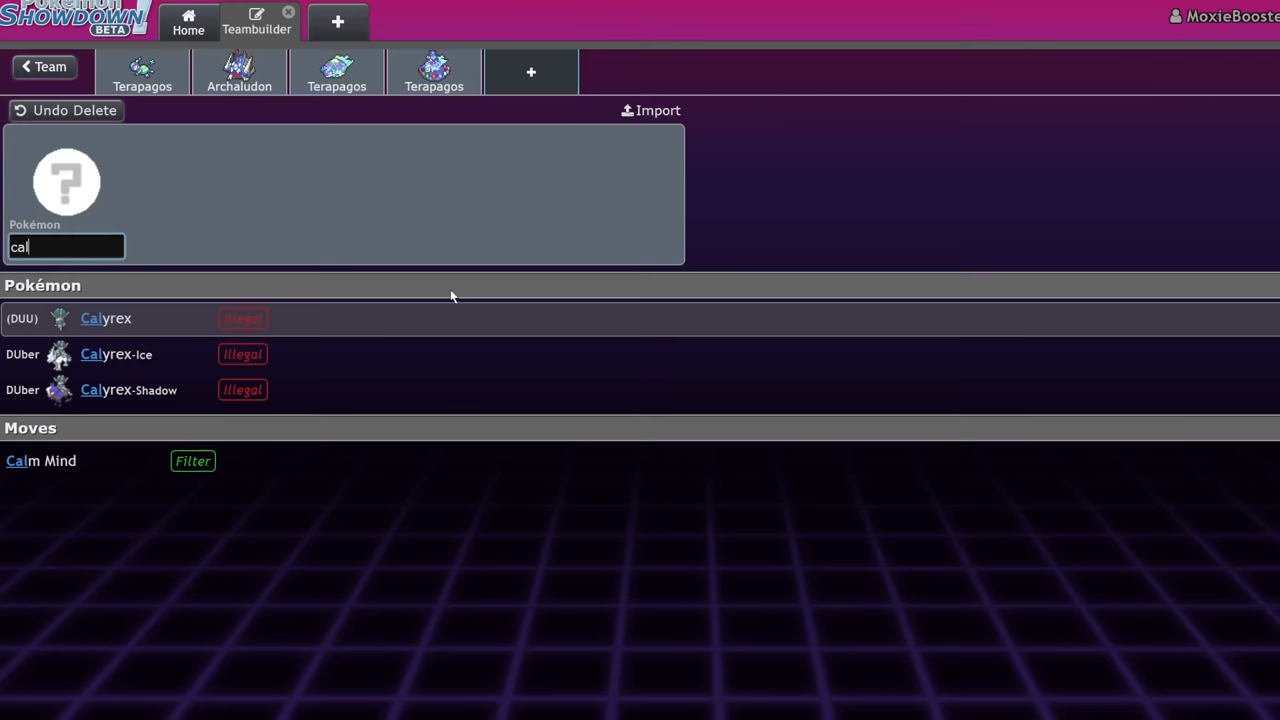 Pokémon
SHOWDOWN!
BETA
Home
Teambuilder
+
MoxieBooste
Team
Terapagos
Archaludon
Terapagos
Terapagos
+
Undo Delete
Import
?
Pokémon
cal
Pokémon
(DUU) Calyrex Illegal
DUber Calyrex-Ice Illegal
DUber Calyrex-Shadow Illegal
Moves
Calm Mind Filter